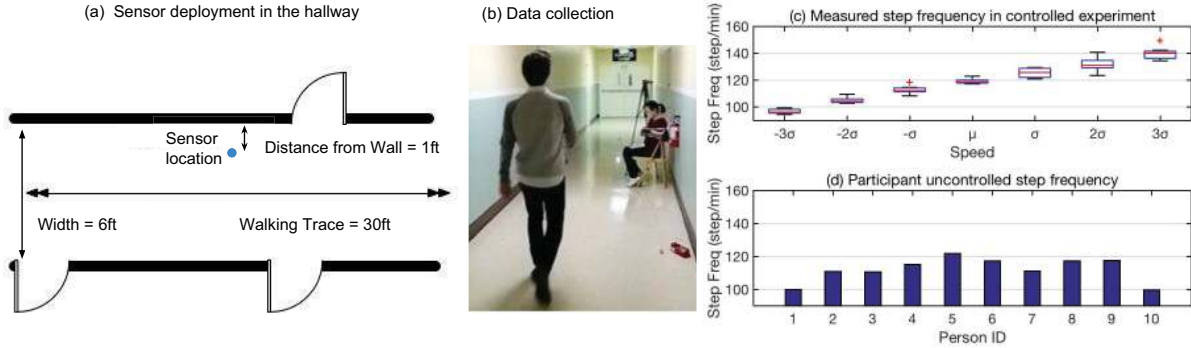 (a) Sensor deployment in the hallway
Sensor
location
Distance from Wall = 1ft
Width = 6ft
Walking Trace = 30ft
(b) Data collection
(c) Measured step frequency in controlled experiment
Step Freq (step/min)
160
140
120
100
-3σ -2σ -σ μ σ 2σ 3σ
Speed
(d) Participant uncontrolled step frequency
Step Freq (step/min)
160
140
120
100
1 2 3 4 5 6 7 8 9 10
Person ID